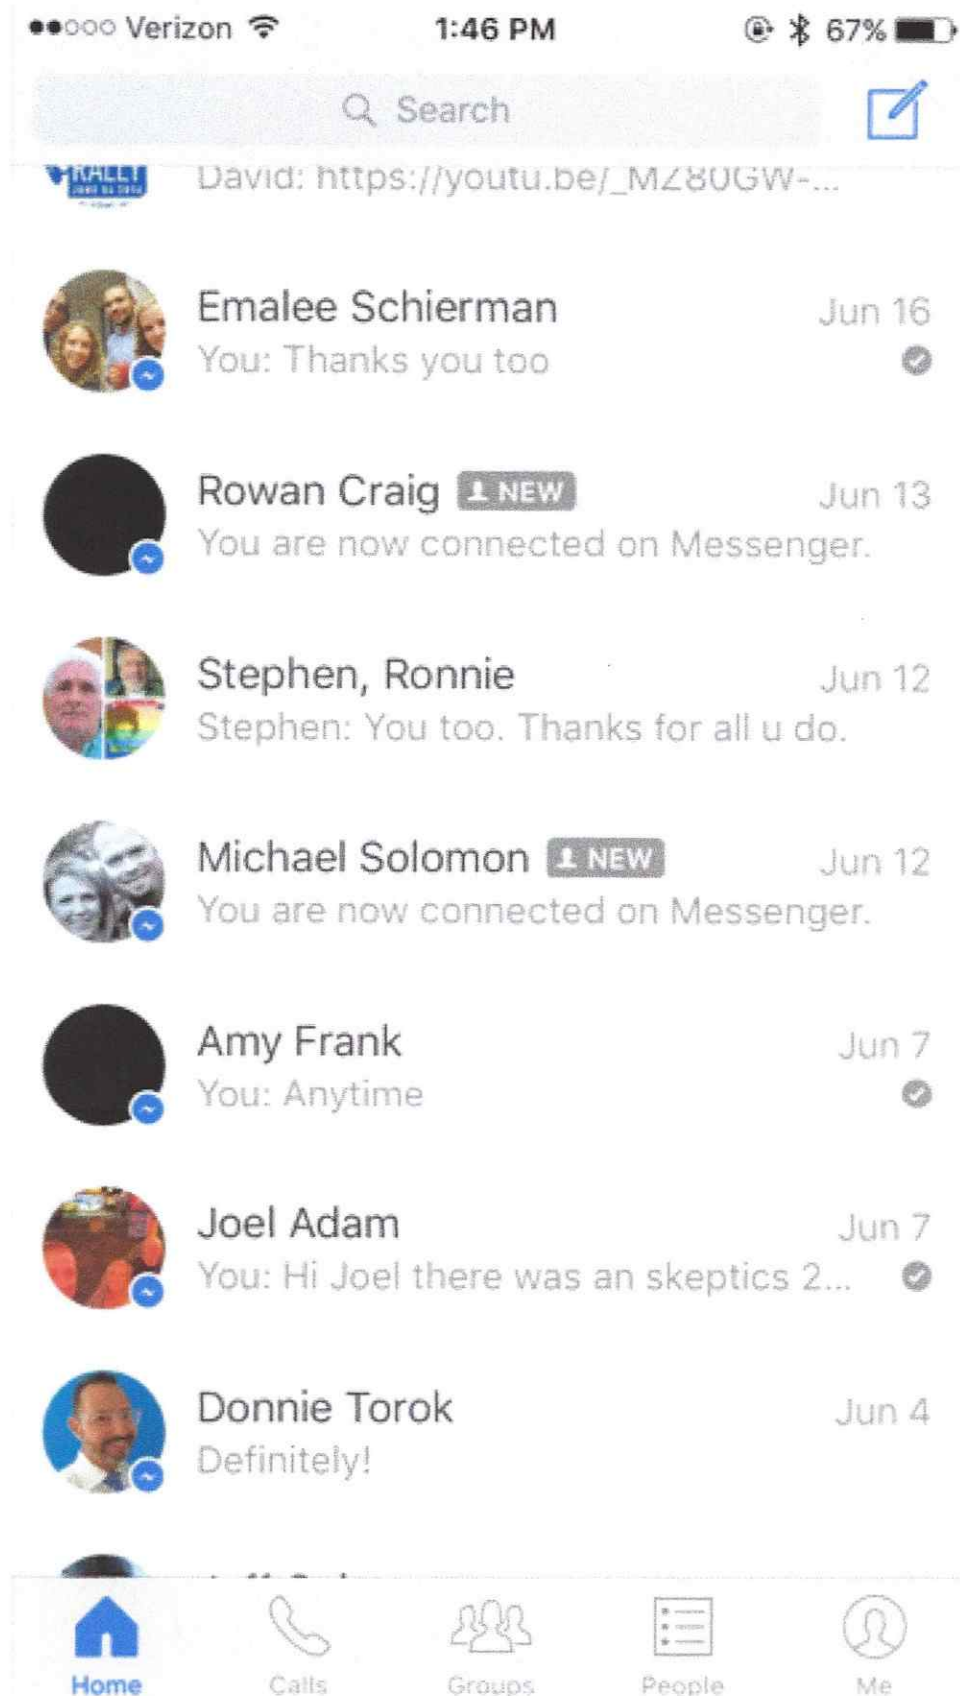 Verizon 1:46 PM 67%
Search
RALLY
David: https://youtu.be/_MZ80GW-...
Emalee Schierman Jun 16
You: Thanks you too
Rowan Craig NEW Jun 13
You are now connected on Messenger.
Stephen, Ronnie Jun 12
Stephen: You too. Thanks for all u do.
Michael Solomon NEW Jun 12
You are now connected on Messenger.
Amy Frank Jun 7
You: Anytime
Joel Adam Jun 7
You: Hi Joel there was an skeptics 2...
Donnie Torok Jun 4
Definitely!
Home Calls Groups People Me